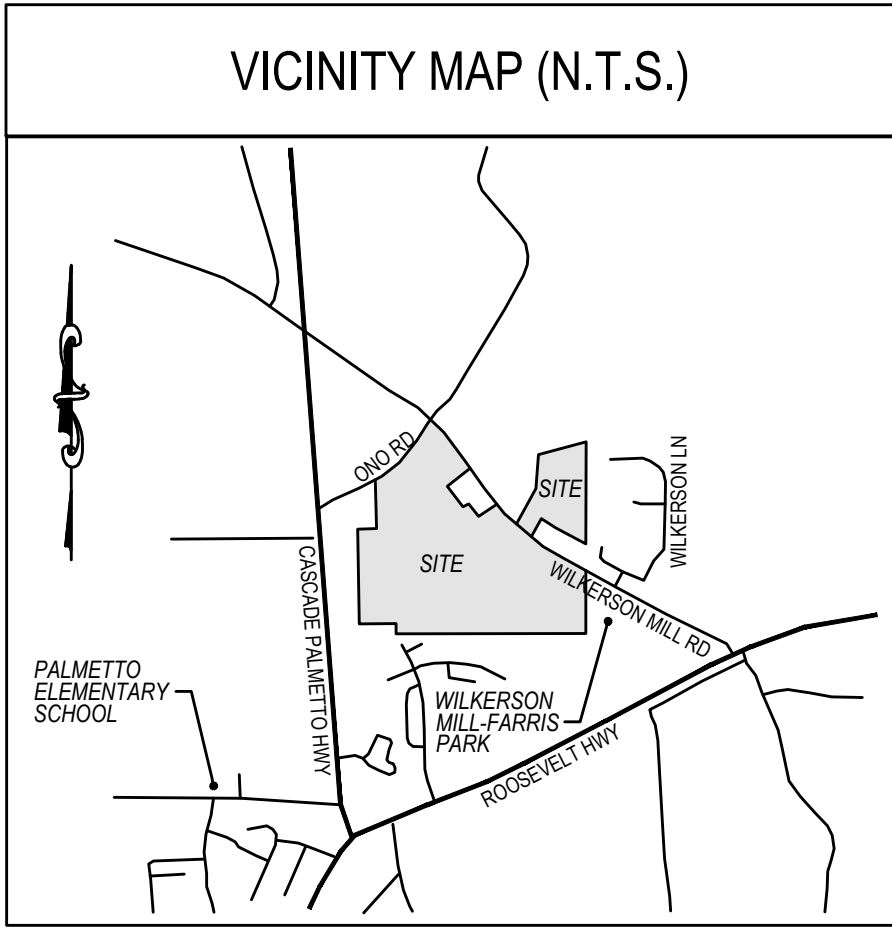 VICINITY MAP (N.T.S.)
ONO RD
SITE
WILKERSON LN
SITE
CASCADE PALMETTO HWY
WILKERSON MILL RD
PALMETTO
ELEMENTARY
SCHOOL
WILKERSON
MILL-FARRIS
PARK
ROOSEVELT HWY